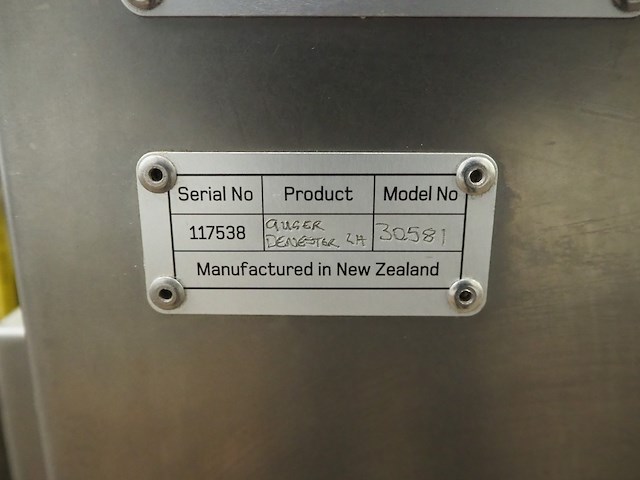 Serial No Product Model No
117538 AUGER DENESTER LH 30581
Manufactured in New Zealand